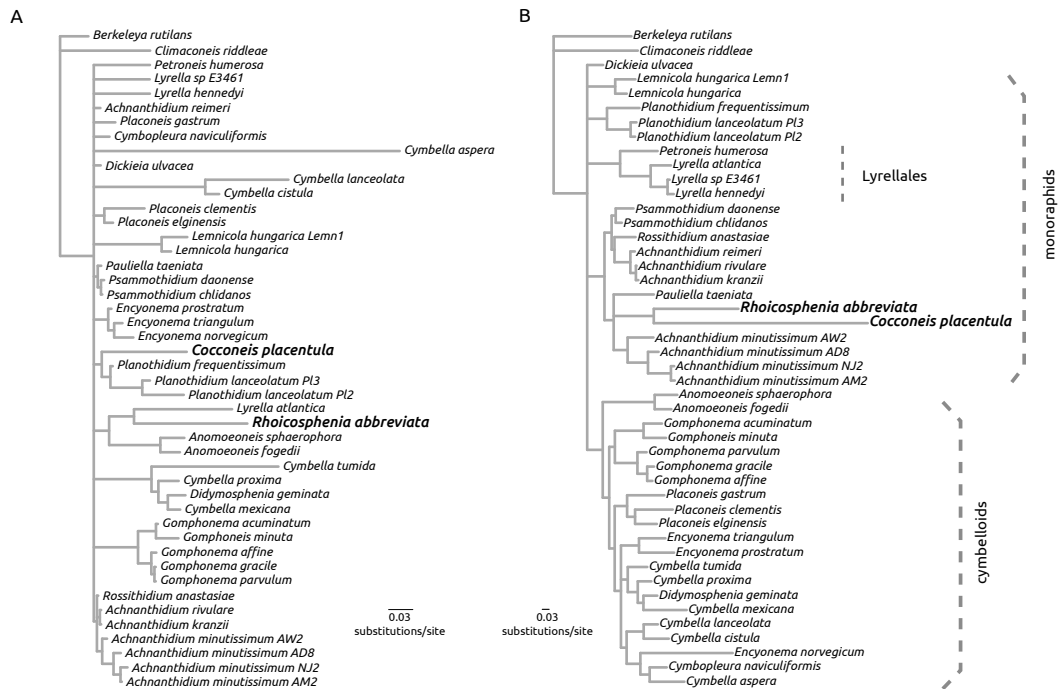 A
Berkeleya rutilans
Climaconeis riddleae
Petroneis humerosa
Lyrella sp E3461
Lyrella hennedyi
Achnanthidium reimeri
Placoneis gastrum
Cymbopleura naviculiformis
Cymbella aspera
Dickieia ulvacea
Cymbella lanceolata
Cymbella cistula
Placoneis clementis
Placoneis elginensis
Lemnicola hungarica Lemn1
Lemnicola hungarica
Pauliella taeniata
Psammothidium daonense
Psammothidium chlidanos
Encyonema prostratum
Encyonema triangulum
Encyonema norvegicum
Cocconeis placentula
Planothidium frequentissimum
Planothidium lanceolatum Pl3
Planothidium lanceolatum Pl2
Lyrella atlantica
Rhoicosphenia abbreviata
Anomoeoneis sphaerophora
Anomoeoneis fogedii
Cymbella tumida
Cymbella proxima
Didymosphenia geminata
Cymbella mexicana
Gomphonema acuminatum
Gomphoneis minuta
Gomphonema affine
Gomphonema gracile
Gomphonema parvulum
Rossithidium anastasiae
Achnanthidium rivulare
Achnanthidium kranzii
Achnanthidium minutissimum AW2
Achnanthidium minutissimum AD8
Achnanthidium minutissimum NJ2
Achnanthidium minutissimum AM2
0.03
substitutions/site
B
Berkeleya rutilans
Climaconeis riddleae
Dickieia ulvacea
Lemnicola hungarica Lemn1
Lemnicola hungarica
Planothidium frequentissimum
Planothidium lanceolatum Pl3
Planothidium lanceolatum Pl2
Petroneis humerosa
Lyrella atlantica
Lyrella sp E3461
Lyrella hennedyi
Psammothidium daonense
Psammothidium chlidanos
Rossithidium anastasiae
Achnanthidium reimeri
Achnanthidium rivulare
Achnanthidium kranzii
Pauliella taeniata
Rhoicosphenia abbreviata
Cocconeis placentula
Achnanthidium minutissimum AW2
Achnanthidium minutissimum AD8
Achnanthidium minutissimum NJ2
Achnanthidium minutissimum AM2
Anomoeoneis sphaerophora
Anomoeoneis fogedii
Gomphonema acuminatum
Gomphoneis minuta
Gomphonema parvulum
Gomphonema gracile
Gomphonema affine
Placoneis gastrum
Placoneis clementis
Placoneis elginensis
Encyonema triangulum
Encyonema prostratum
Cymbella tumida
Cymbella proxima
Didymosphenia geminata
Cymbella mexicana
Cymbella lanceolata
Cymbella cistula
Encyonema norvegicum
Cymbopleura naviculiformis
Cymbella aspera
0.03
substitutions/site
Lyrellales
monoraphids
cymbelloids